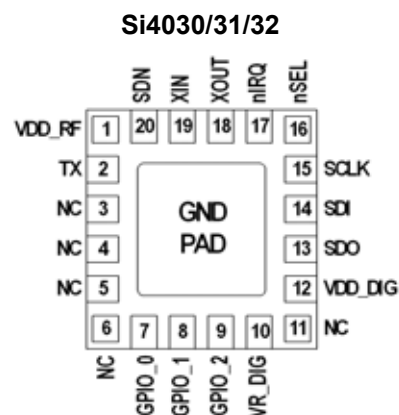 Si4030/31/32
SDN
XIN
XOUT
nIRQ
nSEL
VDD_RF 1 20 19 18 17 16
TX 2 15 SCLK
NC 3 14 SDI
GND
PAD
NC 4 13 SDO
NC 5 12 VDD_DIG
6 7 8 9 10 11 NC
NC
GPIO_0
GPIO_1
GPIO_2
VR_DIG